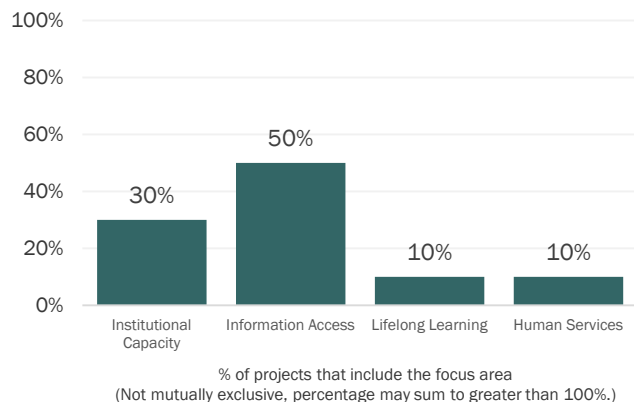 100%
80%
60%
40%
20%
0%
30%
50%
10%
10%
Institutional
Capacity
Information Access
Lifelong Learning
Human Services
% of projects that include the focus area
(Not mutually exclusive, percentage may sum to greater than 100%.)